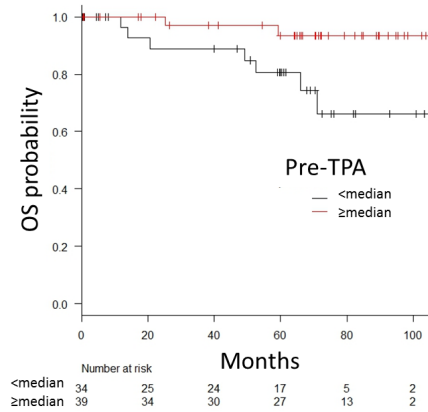 1.0
0.8
0.6
0.4
0.2
0.0
OS probability
Pre-TPA
<median
≥median
0 20 40 60 80 100
Months
Number at risk
<median 34 25 24 17 5 2
≥median 39 34 30 27 13 2